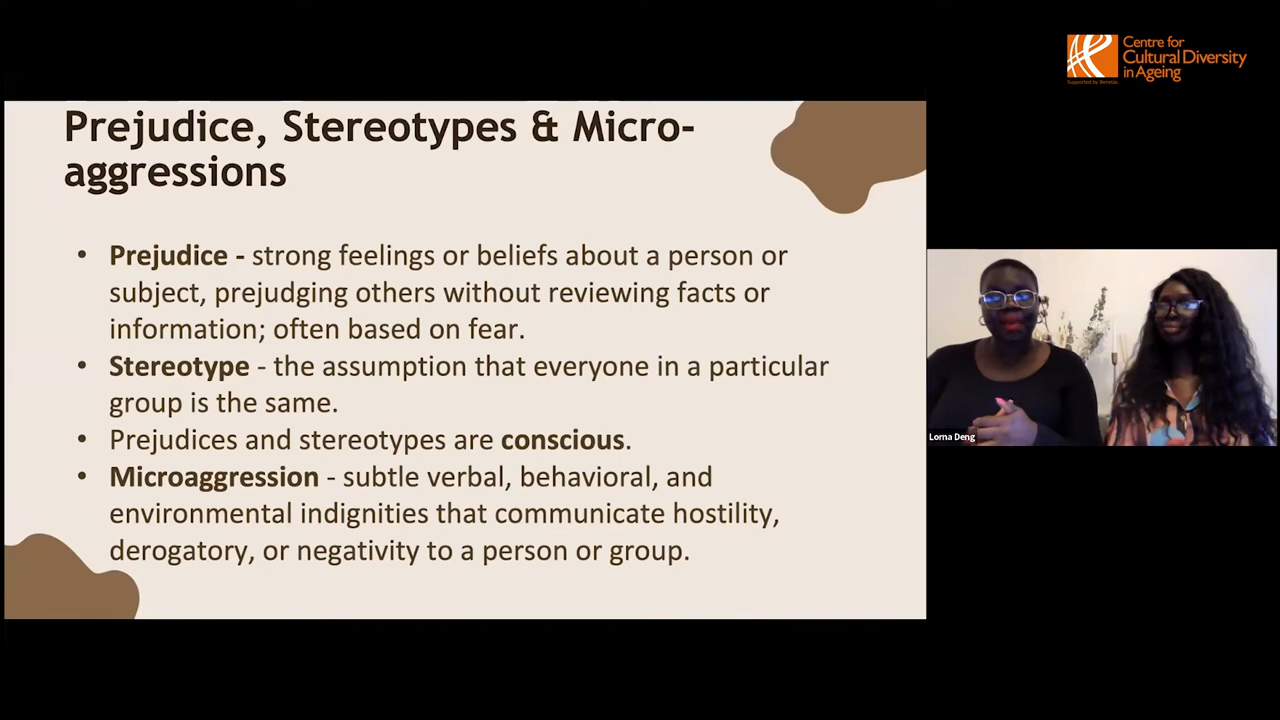 Centre for
Cultural Diversity
in Ageing
Supported by Benetas
Prejudice, Stereotypes & Micro-
aggressions
• Prejudice - strong feelings or beliefs about a person or
subject, prejudging others without reviewing facts or
information; often based on fear.
• Stereotype - the assumption that everyone in a particular
group is the same.
• Prejudices and stereotypes are conscious.
• Microaggression - subtle verbal, behavioral, and
environmental indignities that communicate hostility,
derogatory, or negativity to a person or group.
Lorna Deng